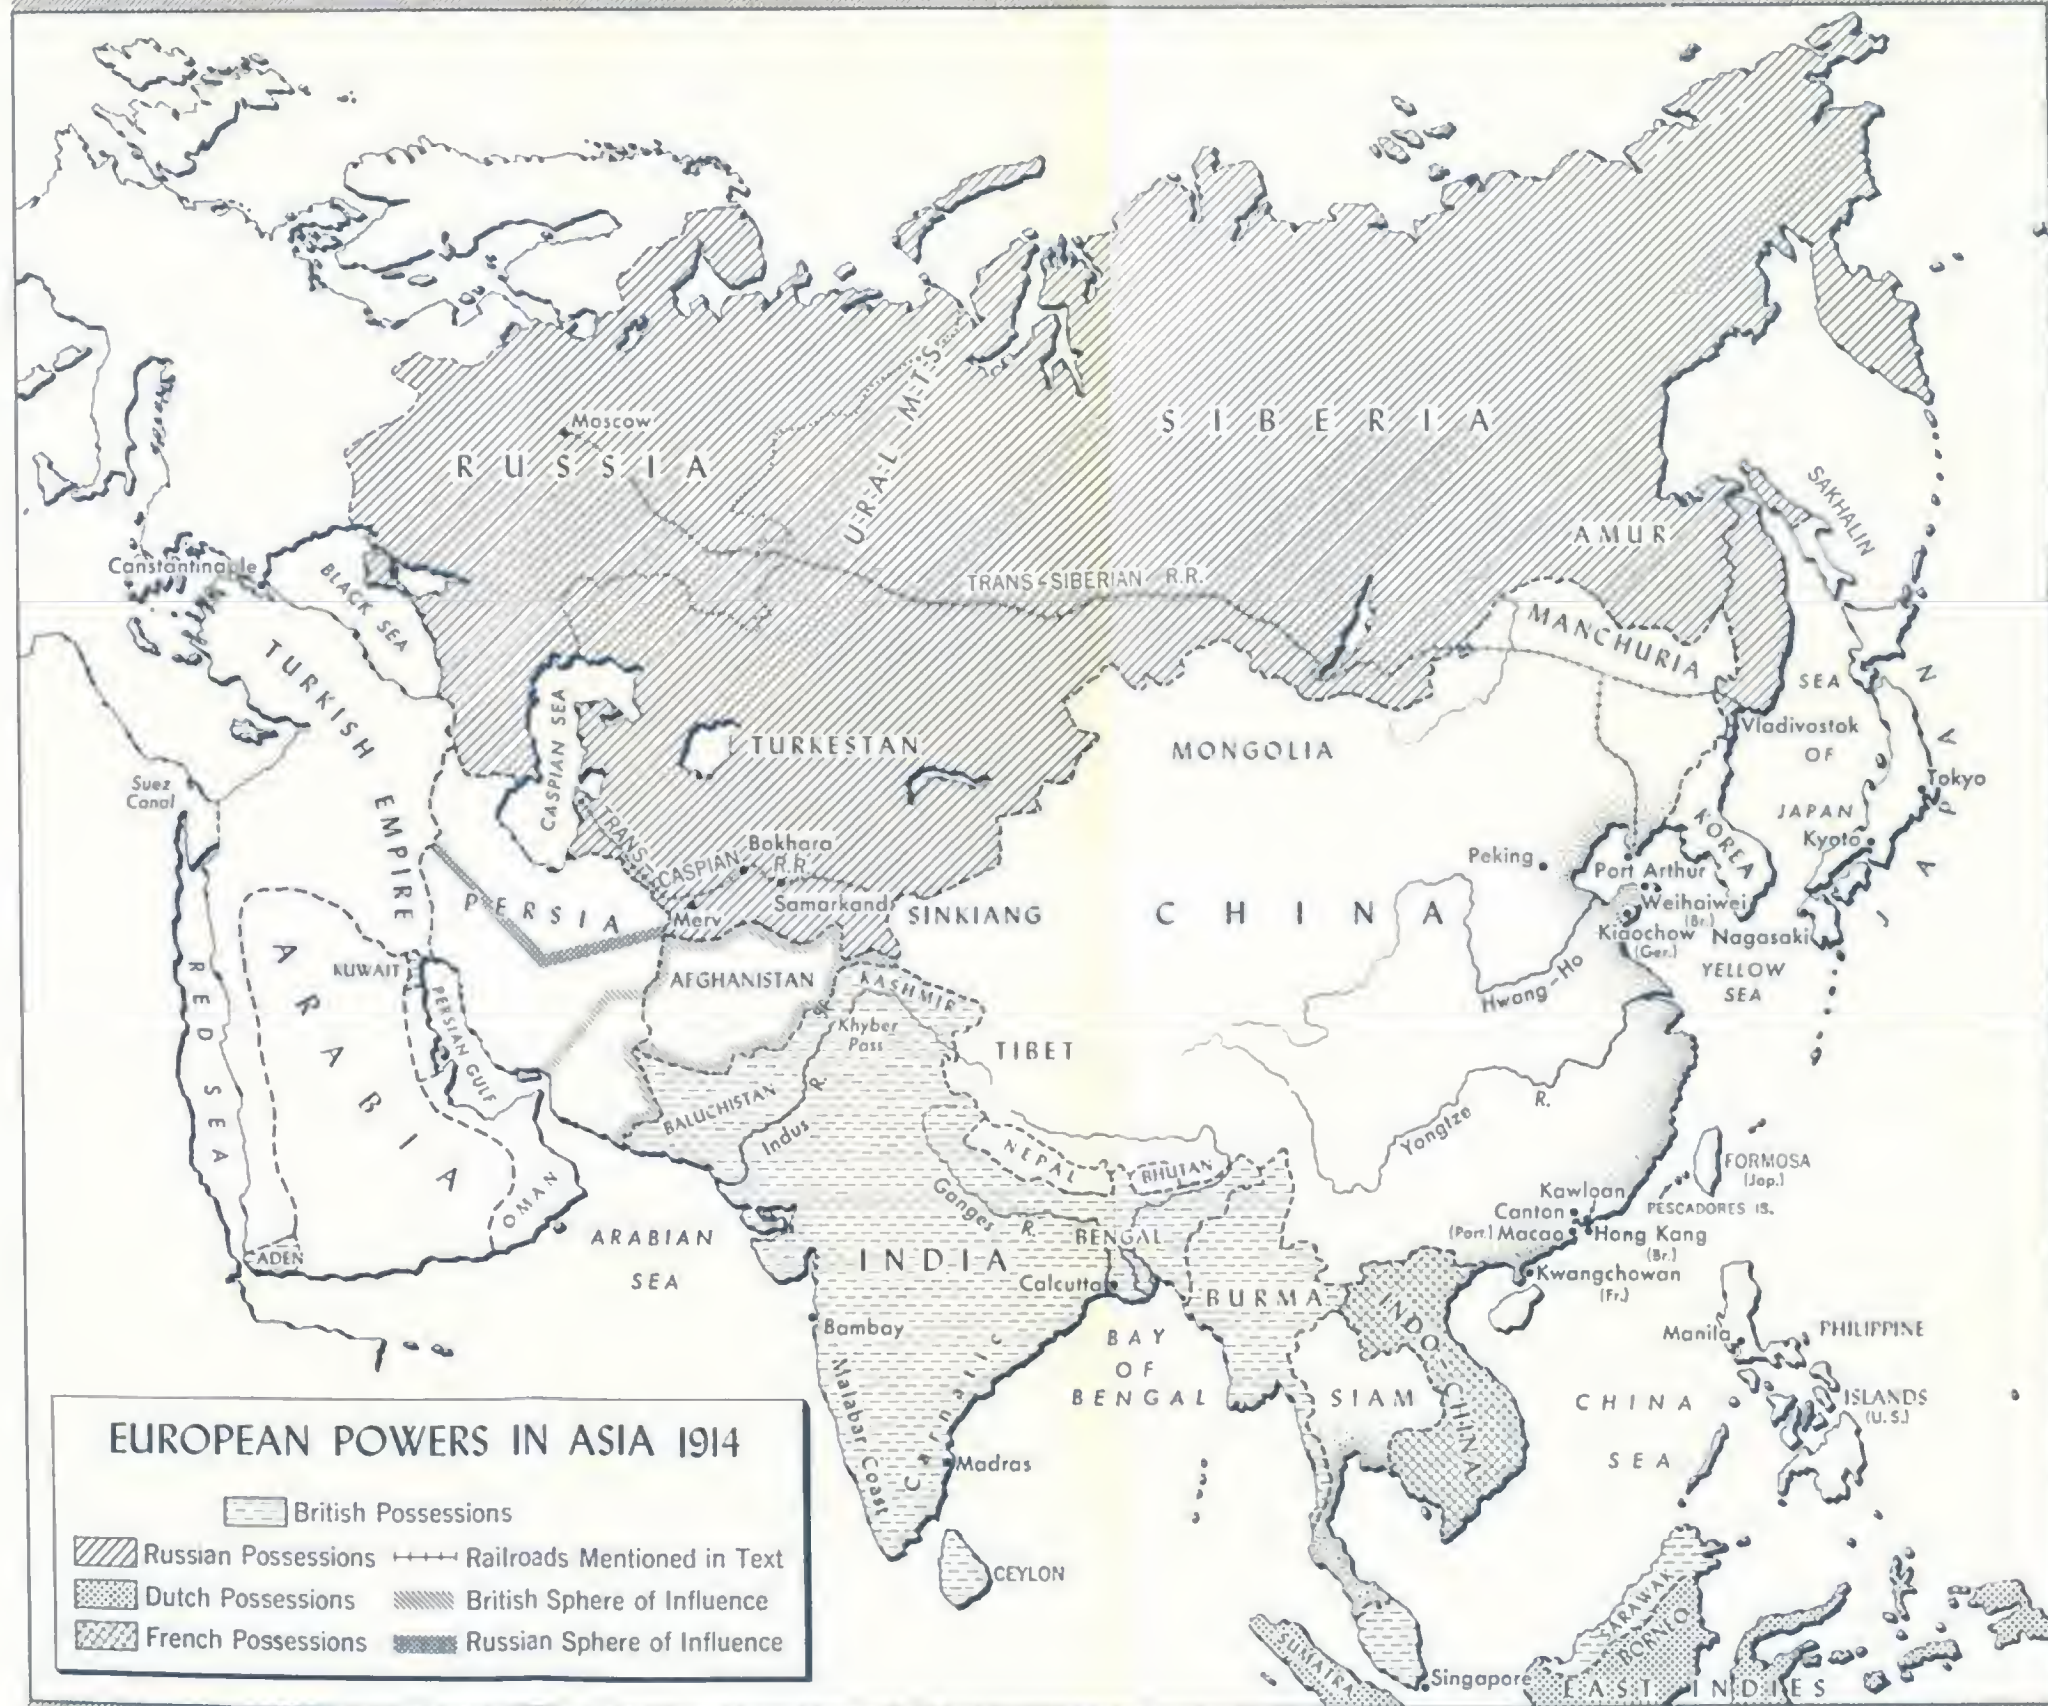 Moscow
RUSSIA
URAL MTS
SIBERIA
AMUR
SAKHALIN
Constantinople
BLACK SEA
TRANS-SIBERIAN R.R.
MANCHURIA
TURKISH EMPIRE
CASPIAN SEA
TURKESTAN
MONGOLIA
SEA
OF
JAPAN
Vladivostok
JAPAN
Tokyo
Kyoto
Suez
Canal
TRANS-CASPIAN
R.R.
Bokhara
Samarkand
Merv
PERSIA
SINKIANG
CHINA
Peking
Port Arthur
KOREA
Weihaiwei
(Br.)
Kiaochow
(Ger.)
Nagasaki
YELLOW
SEA
Hwang-Ho
KUWAIT
PERSIAN GULF
ARABIA
RED SEA
AFGHANISTAN
KASHMIR
Khyber
Pass
TIBET
BALUCHISTAN
Indus R.
Yongtze R.
NEPAL
BHUTAN
Ganges R.
BENGAL
OMAN
ADEN
ARABIAN
SEA
INDIA
Calcutta
BURMA
Bombay
Malabar Coast
Carnatic
Madras
CEYLON
BAY
OF
BENGAL
FORMOSA
(Jap.)
PESCADORES IS.
Kawloan
Canton
(Port.) Macao
Hong Kang
(Br.)
Kwangchowan
(Fr.)
INDO-CHINA
SIAM
Manila
PHILIPPINE
ISLANDS
(U.S.)
CHINA
SEA
SARAWAK
BORNEO
SUMATRA
Singapore
EAST INDIES
EUROPEAN POWERS IN ASIA 1914
British Possessions
Russian Possessions
Railroads Mentioned in Text
Dutch Possessions
British Sphere of Influence
French Possessions
Russian Sphere of Influence